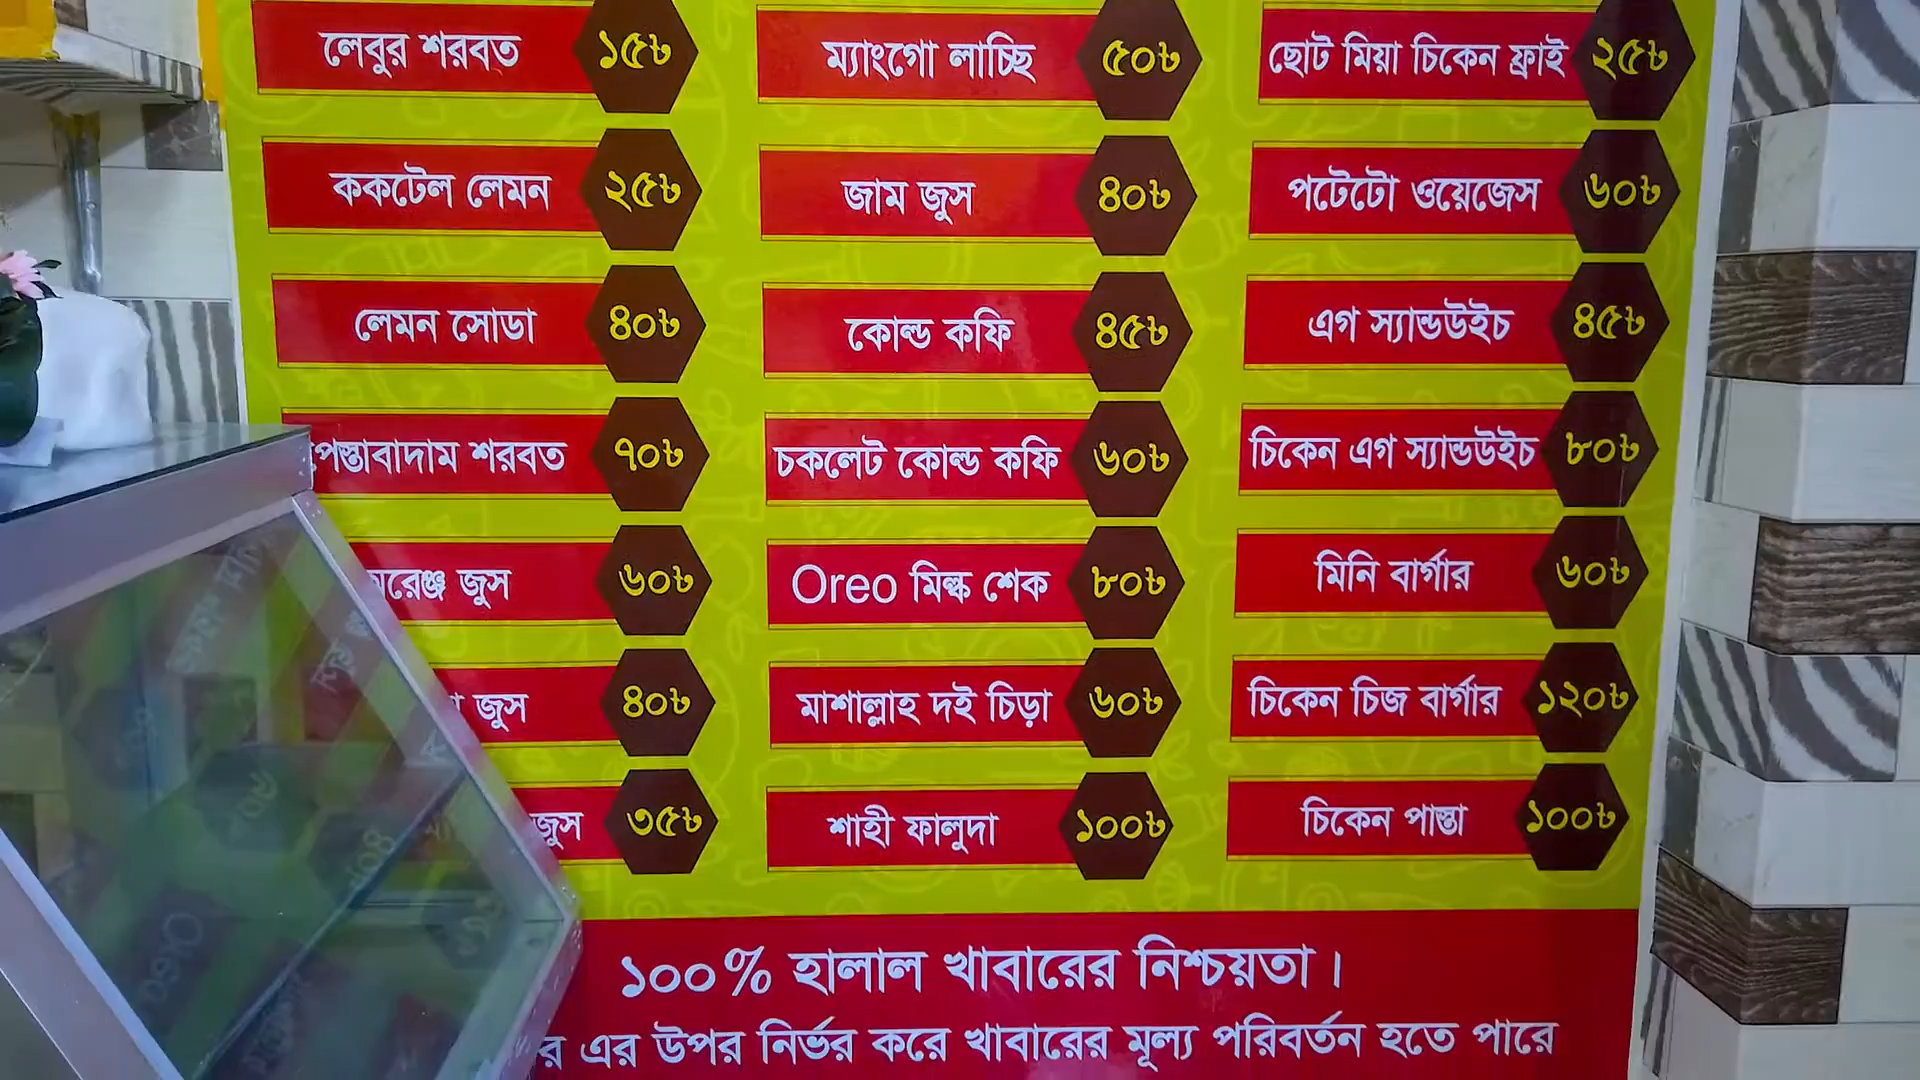 লেবুর শরবত ১৫৳
ককটেল লেমন ২৫৳
লেমন সোডা ৪০৳
পেস্তাবাদাম শরবত ৭০৳
জুস ৬০৳
জুস ৪০৳
জুস ৩৫৳
ম্যাংগো লাচ্ছি ৫০৳
জাম জুস ৪০৳
কোল্ড কফি ৪৫৳
চকলেট কোল্ড কফি ৬০৳
Oreo মিল্ক শেক ৮০৳
মাশাল্লাহ দই চিড়া ৬০৳
শাহী ফালুদা ১০০৳
ছোট মিয়া চিকেন ফ্রাই ২৫৳
পটেটো ওয়েজেস ৬০৳
এগ স্যান্ডউইচ ৪৫৳
চিকেন এগ স্যান্ডউইচ ৮০৳
মিনি বার্গার ৬০৳
চিকেন চিজ বার্গার ১২০৳
চিকেন পাস্তা ১০০৳
১০০% হালাল খাবারের নিশ্চয়তা।
এর উপর নির্ভর করে খাবারের মূল্য পরিবর্তন হতে পারে